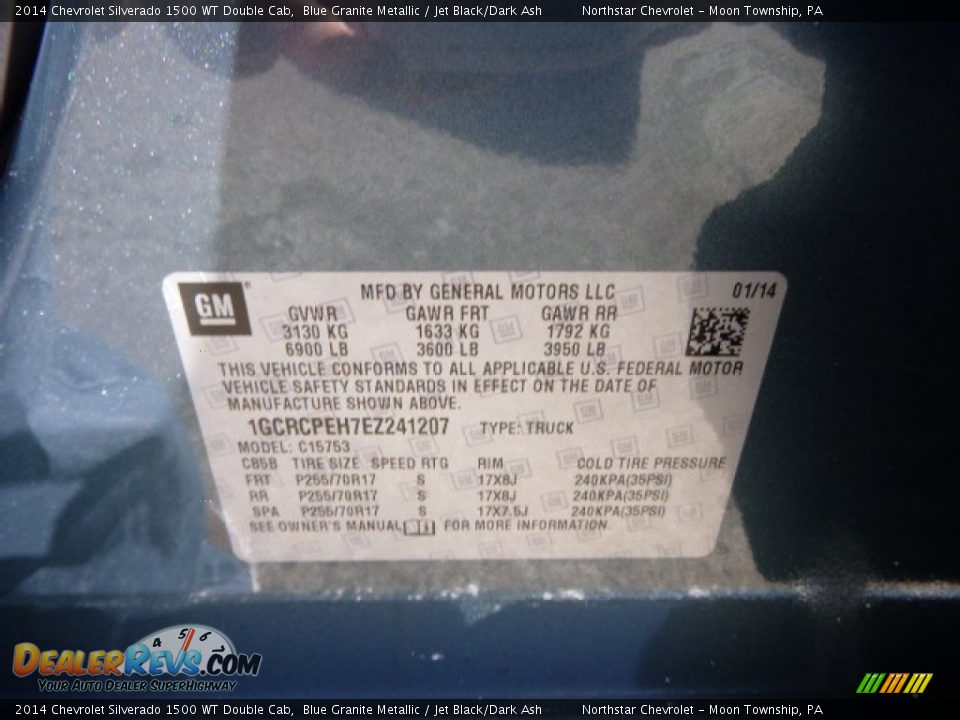 2014 Chevrolet Silverado 1500 WT Double Cab, Blue Granite Metallic / Jet Black/Dark Ash Northstar Chevrolet - Moon Township, PA
GM
MFD BY GENERAL MOTORS LLC 01/14
GVWR GAWR FRT GAWR RR
3130 KG 1633 KG 1792 KG
6900 LB 3600 LB 3950 LB
THIS VEHICLE CONFORMS TO ALL APPLICABLE U.S. FEDERAL MOTOR
VEHICLE SAFETY STANDARDS IN EFFECT ON THE DATE OF
MANUFACTURE SHOWN ABOVE.
1GCRCPEH7EZ241207 TYPE: TRUCK
MODEL: C15753
CB5B TIRE SIZE SPEED RTG RIM COLD TIRE PRESSURE
FRT P255/70R17 S 17X8J 240KPA(35PSI)
RR P255/70R17 S 17X8J 240KPA(35PSI)
SPA P255/70R17 S 17X7.5J 240KPA(35PSI)
SEE OWNER'S MANUAL FOR MORE INFORMATION.
4 5 6
DEALERREVS.COM
YOUR AUTO DEALER SUPERHIGHWAY
2014 Chevrolet Silverado 1500 WT Double Cab, Blue Granite Metallic / Jet Black/Dark Ash Northstar Chevrolet - Moon Township, PA